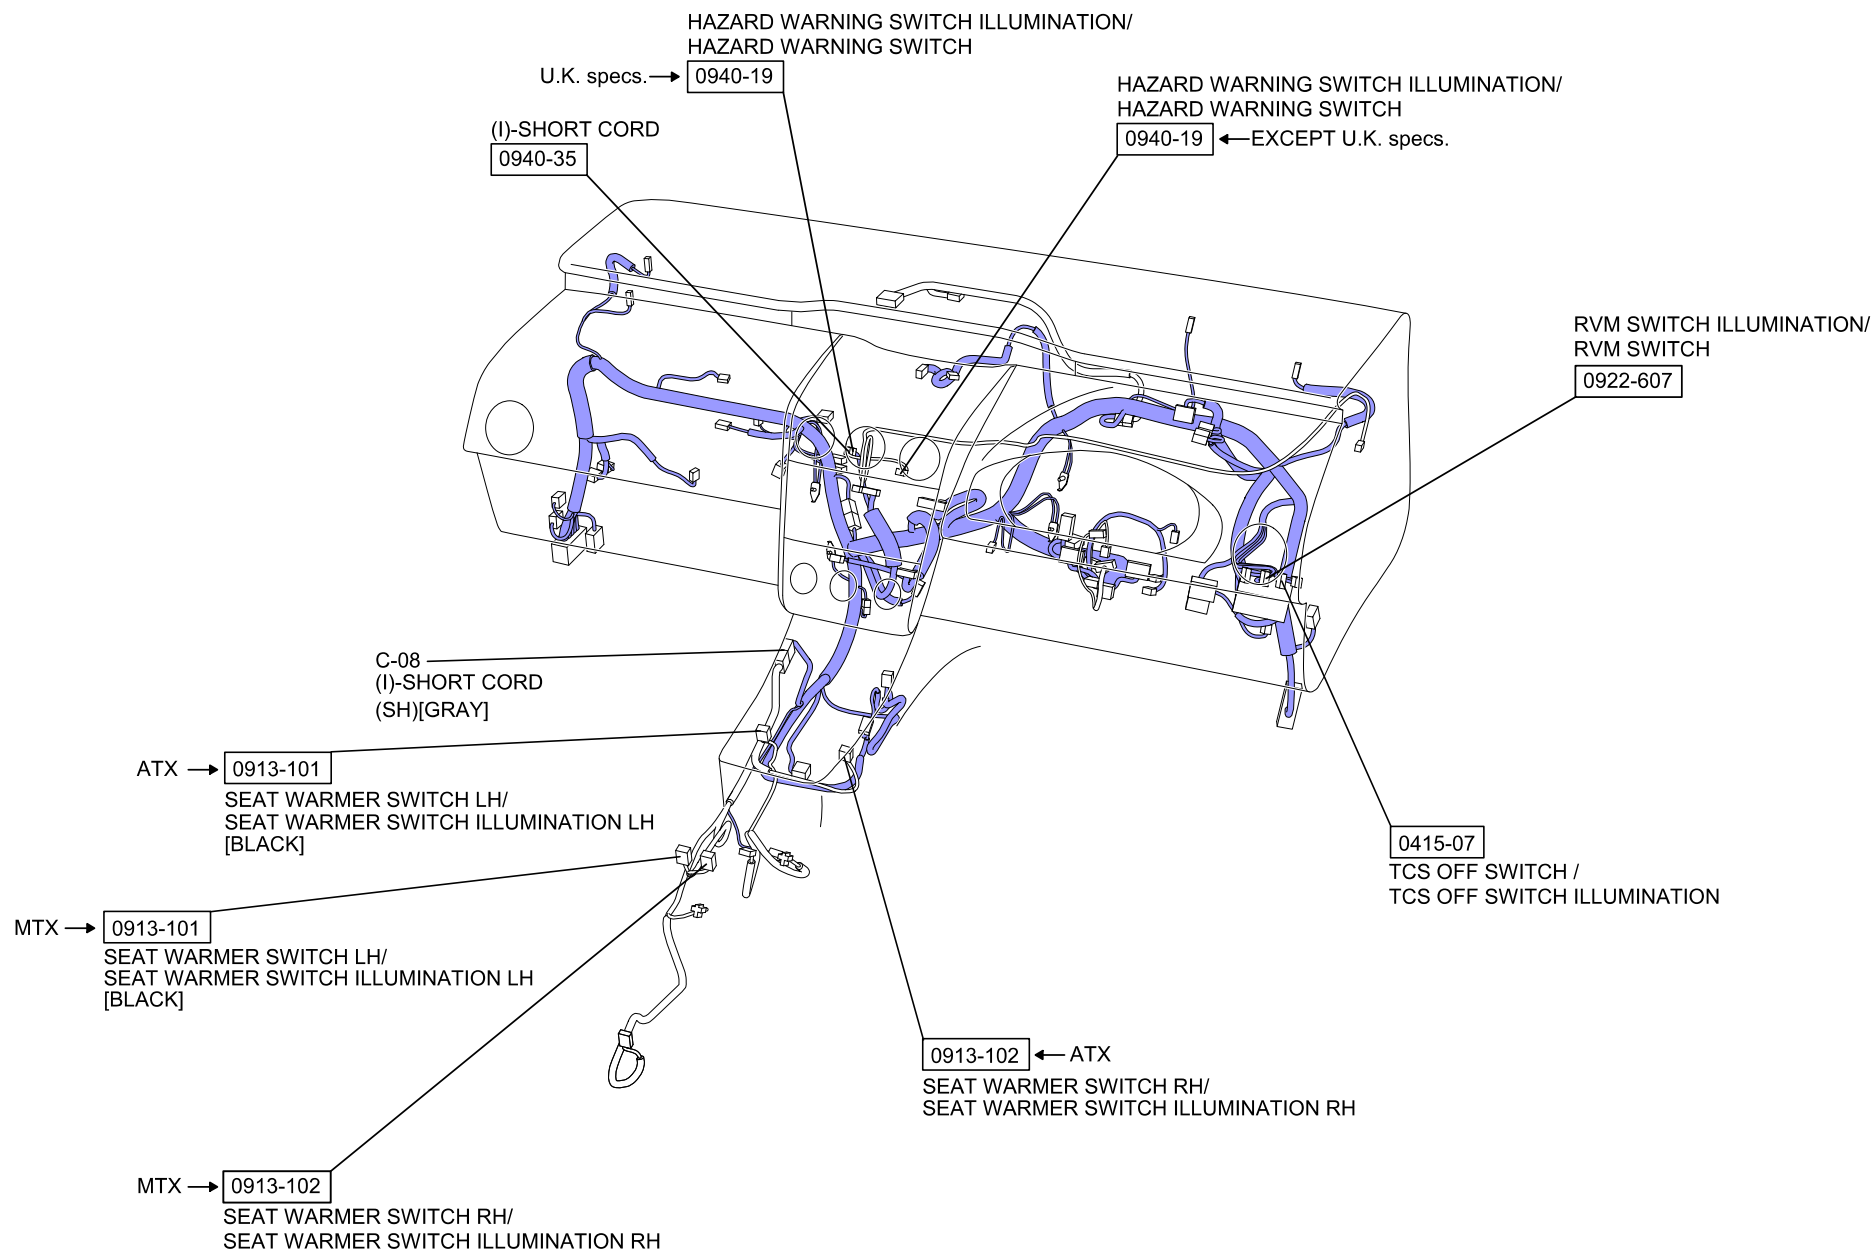 HAZARD WARNING SWITCH ILLUMINATION/
HAZARD WARNING SWITCH
U.K. specs.
0940-19
HAZARD WARNING SWITCH ILLUMINATION/
HAZARD WARNING SWITCH
0940-19
EXCEPT U.K. specs.
(I)-SHORT CORD
0940-35
RVM SWITCH ILLUMINATION/
RVM SWITCH
0922-607
C-08
(I)-SHORT CORD
(SH)[GRAY]
ATX
0913-101
SEAT WARMER SWITCH LH/
SEAT WARMER SWITCH ILLUMINATION LH
[BLACK]
0415-07
TCS OFF SWITCH /
TCS OFF SWITCH ILLUMINATION
MTX
0913-101
SEAT WARMER SWITCH LH/
SEAT WARMER SWITCH ILLUMINATION LH
[BLACK]
0913-102
ATX
SEAT WARMER SWITCH RH/
SEAT WARMER SWITCH ILLUMINATION RH
MTX
0913-102
SEAT WARMER SWITCH RH/
SEAT WARMER SWITCH ILLUMINATION RH